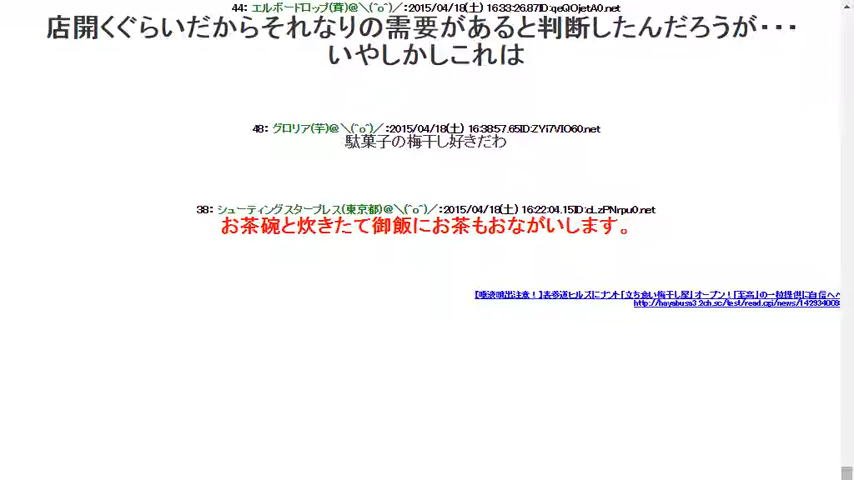 44: エルボードロップ(茸)@＼(^o^)／:2015/04/18(土) 16:33:26.87ID:qeQOjetA0.net
店開くぐらいだからそれなりの需要があると判断したんだろうが・・・
いやしかしこれは
48: グロリア(芋)@＼(^o^)／:2015/04/18(土) 16:38:57.65ID:ZYi7VIO60.net
駄菓子の梅干し好きだわ
38: シューティングスタープレス(東京都)@＼(^o^)／:2015/04/18(土) 16:22:04.15ID:cLzPNrpu0.net
お茶碗と炊きたて御飯にお茶もおながいします。
【唾液噴出注意！】表参道ヒルズにナント「立ち食い梅干し屋」オープン！「至高」の一粒提供に自信へ
http://hayabusa3.2ch.sc/test/read.cgi/news/142934009